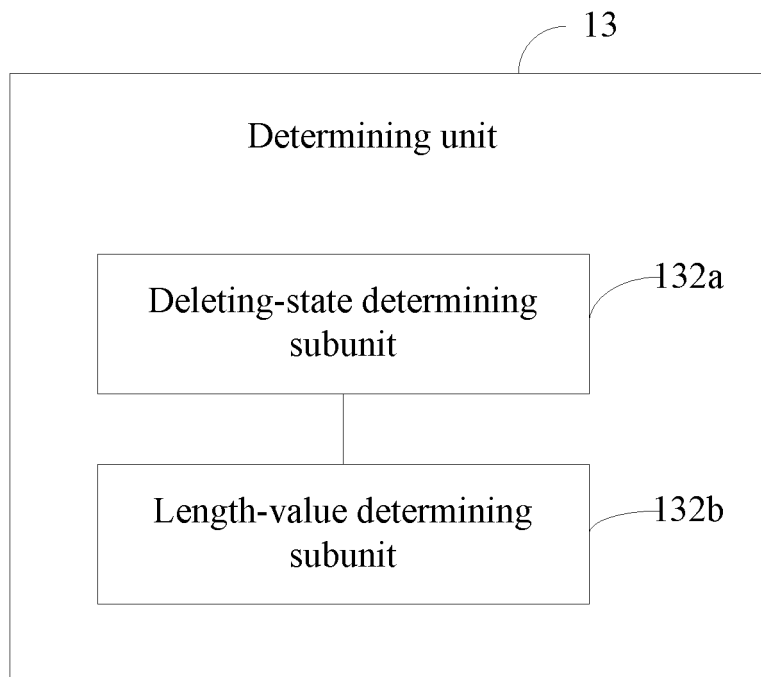 13
Determining unit
132a
Deleting-state determining
subunit
132b
Length-value determining
subunit